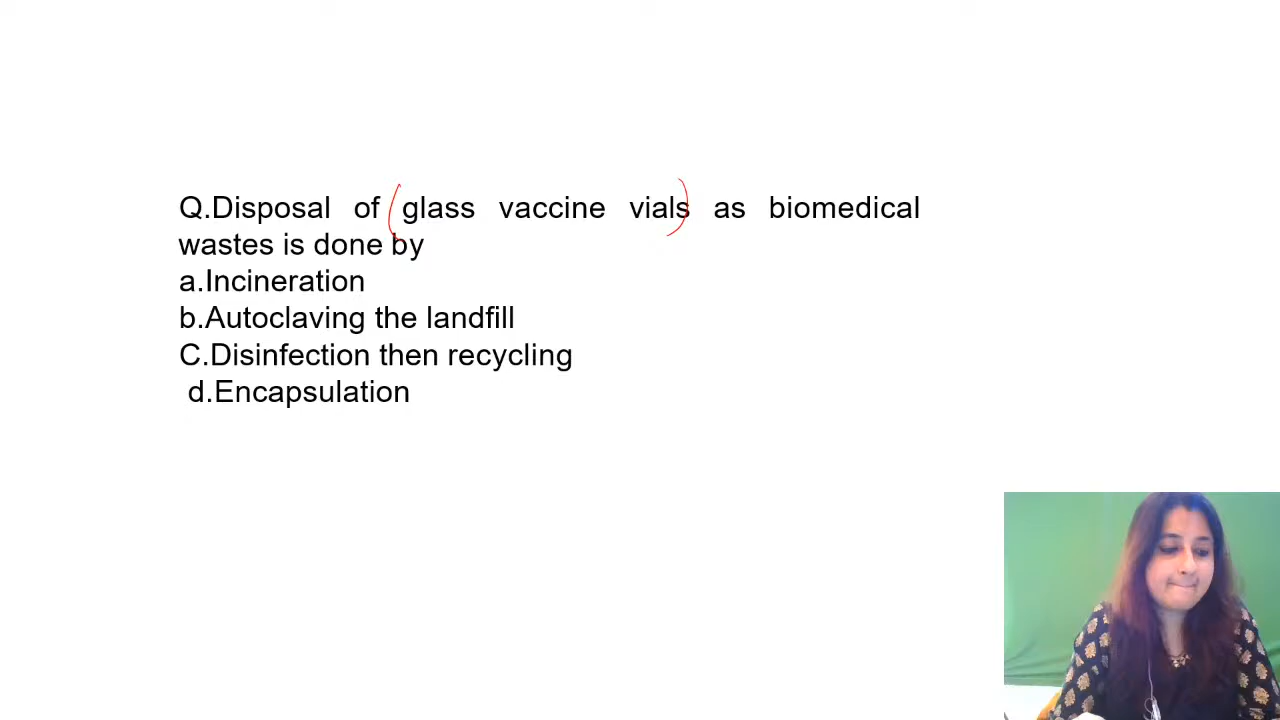 Q.Disposal of glass vaccine vials as biomedical
wastes is done by
a.Incineration
b.Autoclaving the landfill
C.Disinfection then recycling
d.Encapsulation